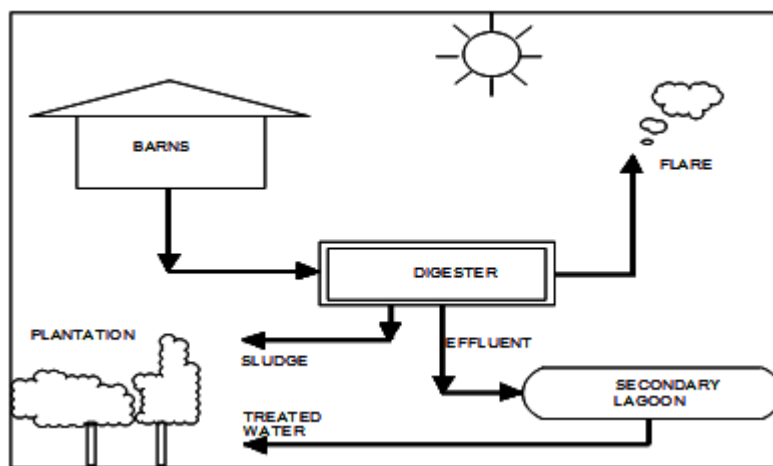 BARNS
FLARE
DIGESTER
PLANTATION
SLUDGE
EFFLUENT
SECONDARY
LAGOON
TREATED
WATER